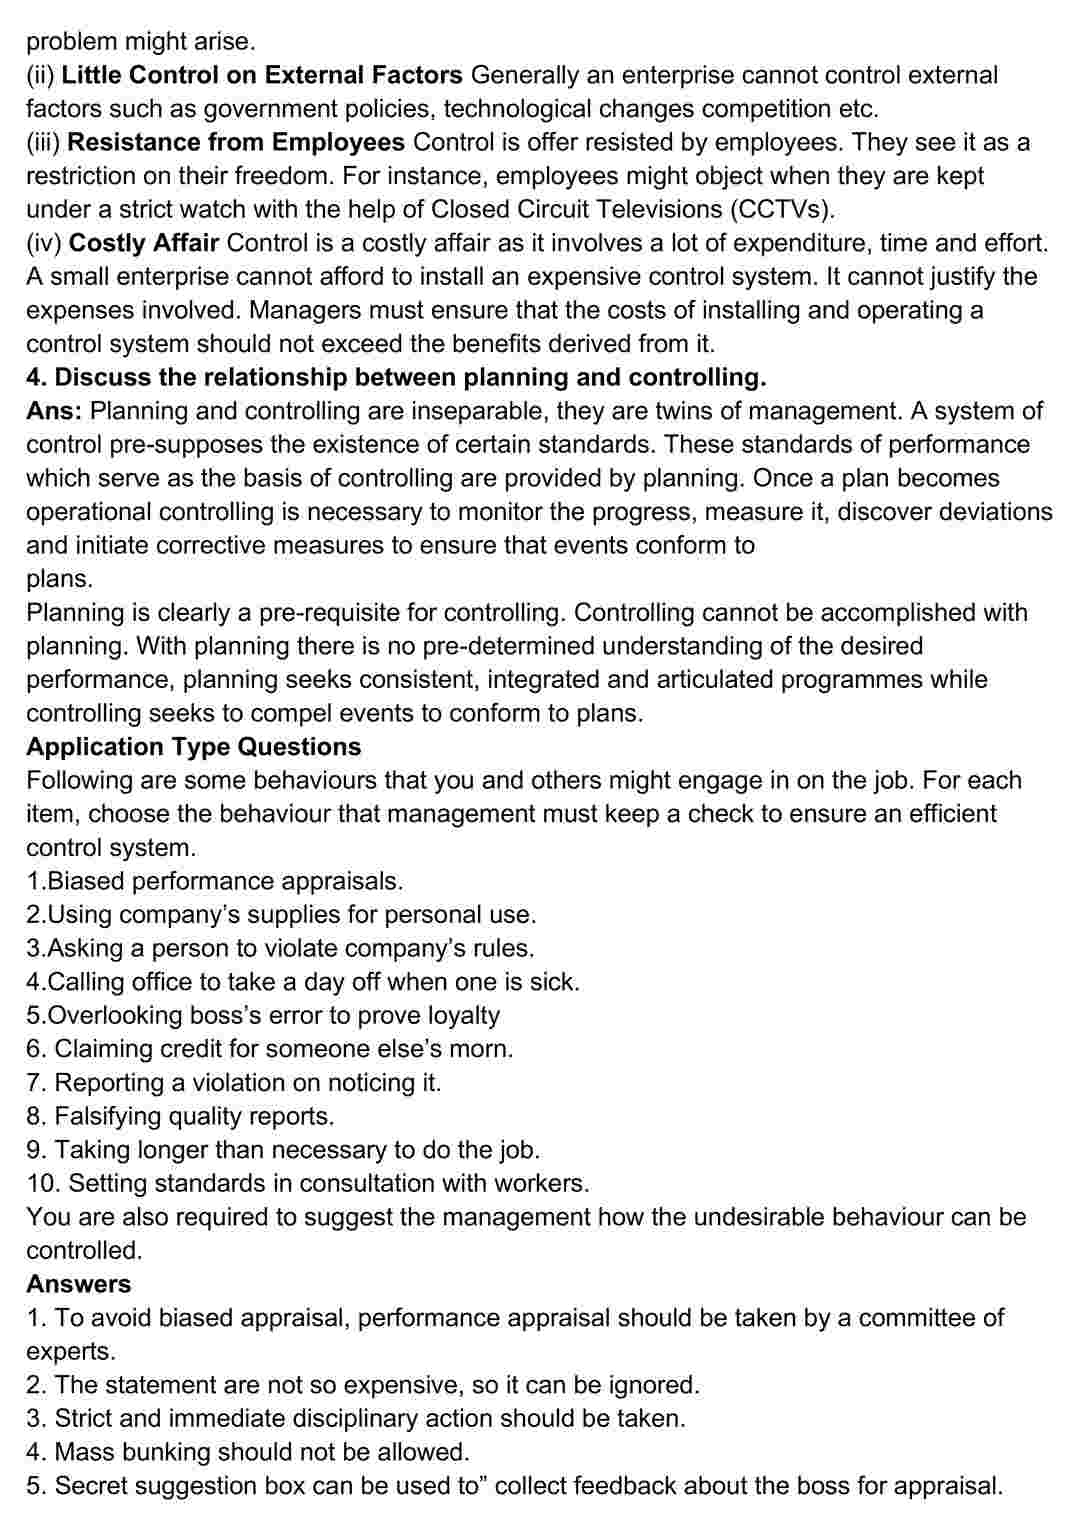 problem might arise.
(ii) Little Control on External Factors Generally an enterprise cannot control external
factors such as government policies, technological changes competition etc.
(iii) Resistance from Employees Control is offer resisted by employees. They see it as a
restriction on their freedom. For instance, employees might object when they are kept
under a strict watch with the help of Closed Circuit Televisions (CCTVs).
(iv) Costly Affair Control is a costly affair as it involves a lot of expenditure, time and effort.
A small enterprise cannot afford to install an expensive control system. It cannot justify the
expenses involved. Managers must ensure that the costs of installing and operating a
control system should not exceed the benefits derived from it.
4. Discuss the relationship between planning and controlling.
Ans: Planning and controlling are inseparable, they are twins of management. A system of
control pre-supposes the existence of certain standards. These standards of performance
which serve as the basis of controlling are provided by planning. Once a plan becomes
operational controlling is necessary to monitor the progress, measure it, discover deviations
and initiate corrective measures to ensure that events conform to
plans.
Planning is clearly a pre-requisite for controlling. Controlling cannot be accomplished with
planning. With planning there is no pre-determined understanding of the desired
performance, planning seeks consistent, integrated and articulated programmes while
controlling seeks to compel events to conform to plans.
Application Type Questions
Following are some behaviours that you and others might engage in on the job. For each
item, choose the behaviour that management must keep a check to ensure an efficient
control system.
1.Biased performance appraisals.
2.Using company’s supplies for personal use.
3.Asking a person to violate company’s rules.
4.Calling office to take a day off when one is sick.
5.Overlooking boss’s error to prove loyalty
6. Claiming credit for someone else’s morn.
7. Reporting a violation on noticing it.
8. Falsifying quality reports.
9. Taking longer than necessary to do the job.
10. Setting standards in consultation with workers.
You are also required to suggest the management how the undesirable behaviour can be
controlled.
Answers
1. To avoid biased appraisal, performance appraisal should be taken by a committee of
experts.
2. The statement are not so expensive, so it can be ignored.
3. Strict and immediate disciplinary action should be taken.
4. Mass bunking should not be allowed.
5. Secret suggestion box can be used to” collect feedback about the boss for appraisal.